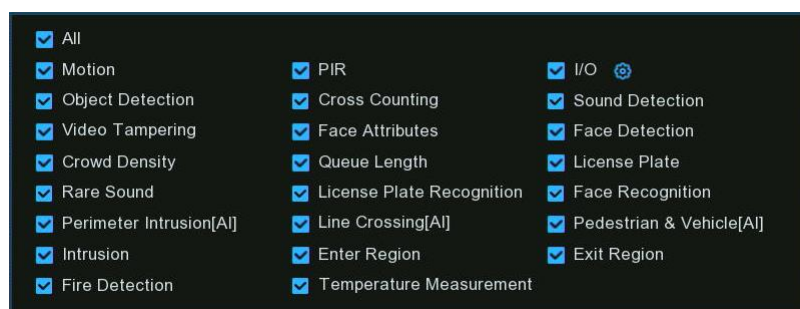 All
Motion PIR I/O
Object Detection Cross Counting Sound Detection
Video Tampering Face Attributes Face Detection
Crowd Density Queue Length License Plate
Rare Sound License Plate Recognition Face Recognition
Perimeter Intrusion[AI] Line Crossing[AI] Pedestrian & Vehicle[AI]
Intrusion Enter Region Exit Region
Fire Detection Temperature Measurement